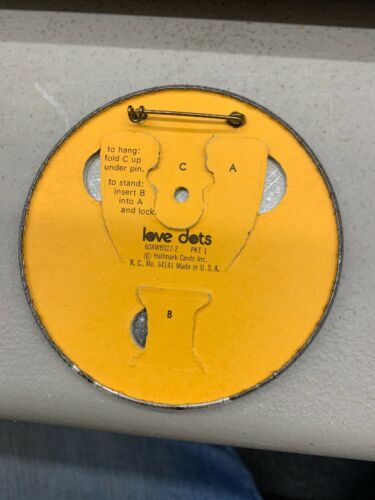 to hang:
fold C up
under pin.
to stand:
insert B
into A
and lock.
C
A
love dots
60AWB927-2 PKT 1
© Hallmark Cards Inc.
K. C., Mo. 64141 Made in U. S. A.
B